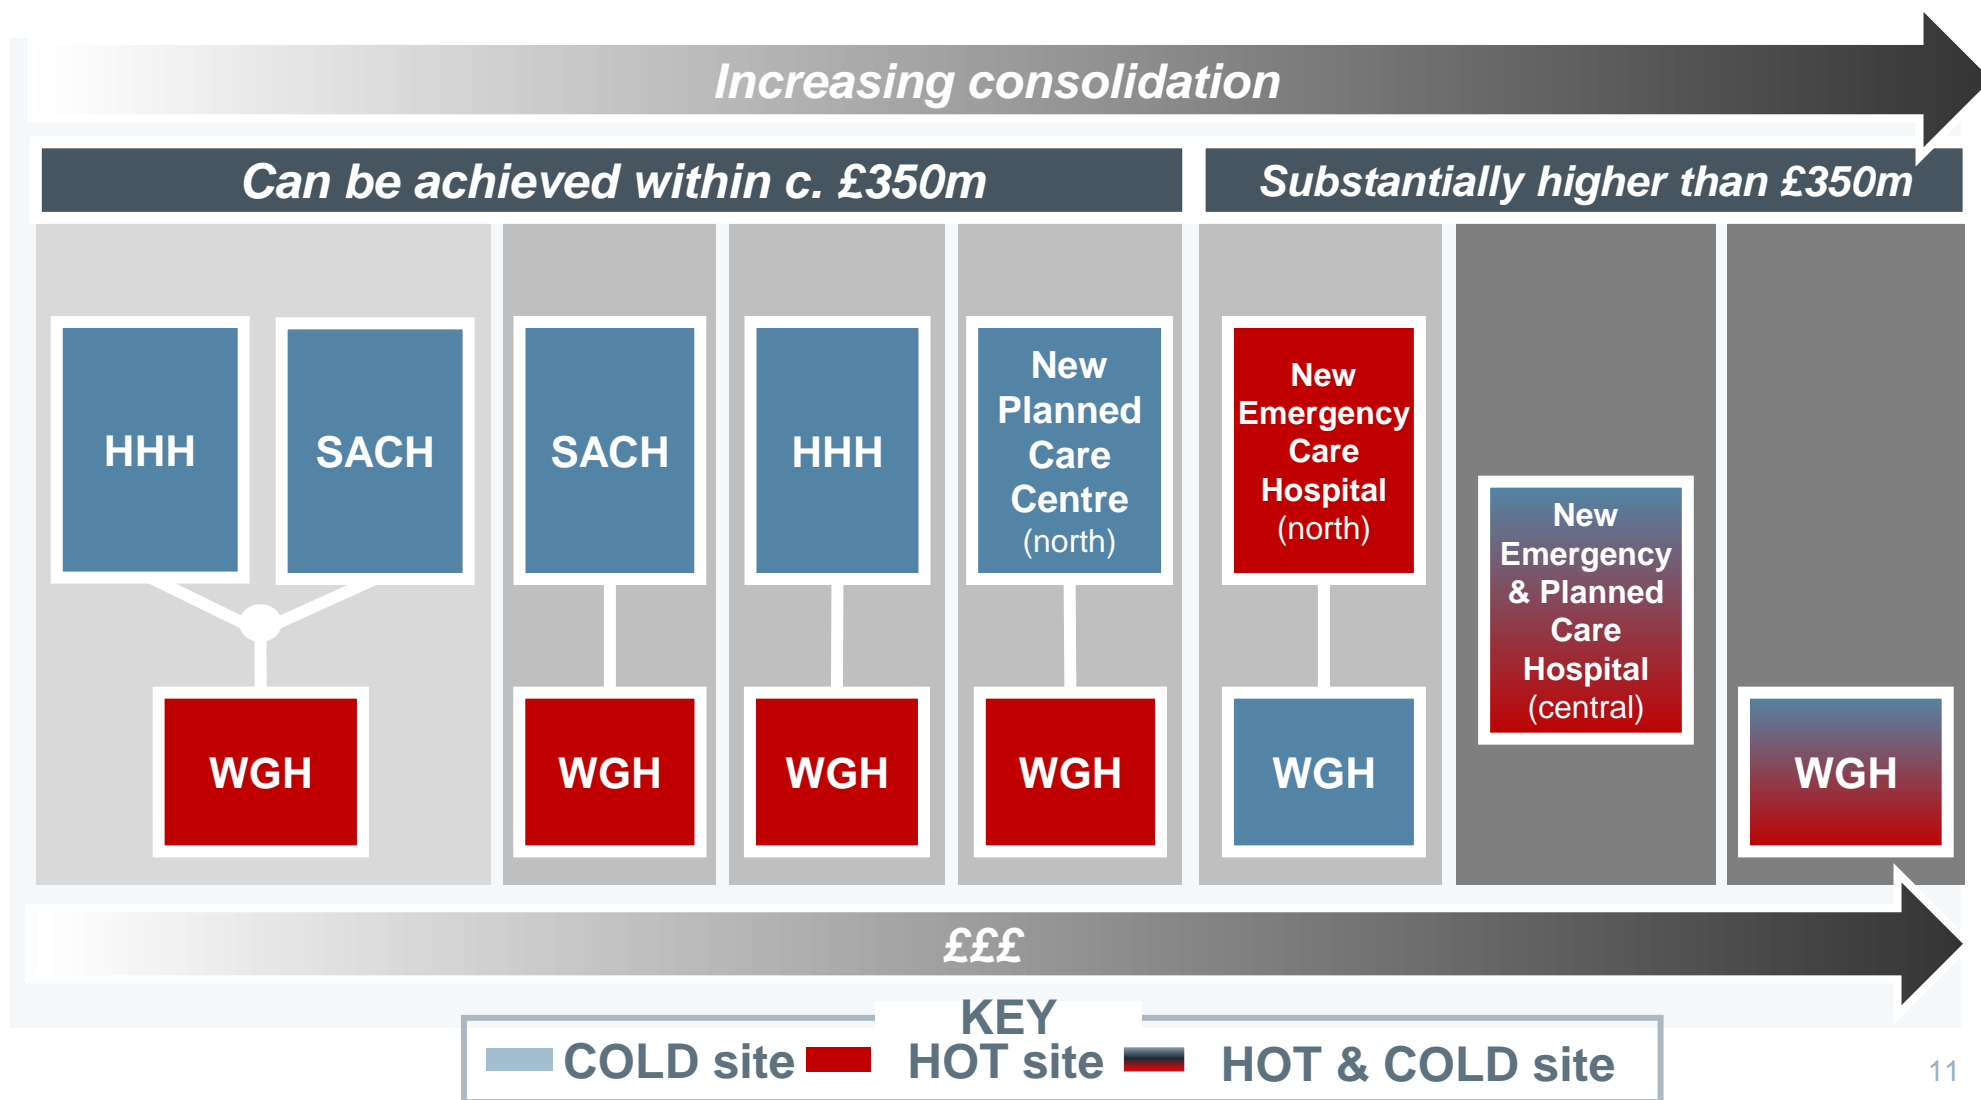 Increasing consolidation
Can be achieved within c. £350m
Substantially higher than £350m
HHH
SACH
WGH
SACH
WGH
HHH
WGH
New
Planned
Care
Centre
(north)
WGH
New
Emergency
Care
Hospital
(north)
WGH
New
Emergency
& Planned
Care
Hospital
(central)
WGH
£££
KEY
COLD site
HOT site
HOT & COLD site
11